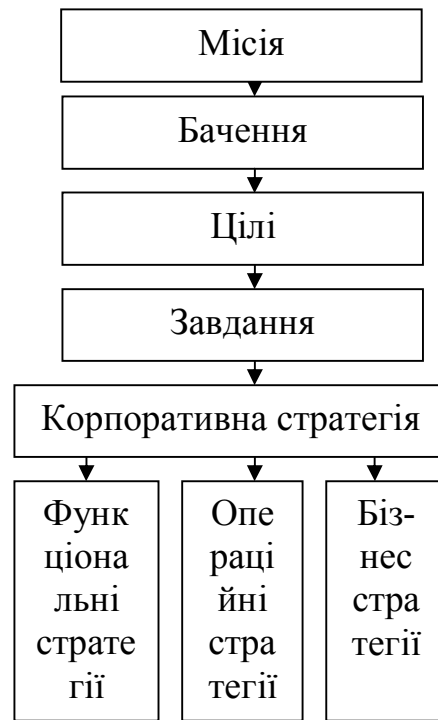 Місія
Бачення
Цілі
Завдання
Корпоративна стратегія
Функ
ціона
льні
страте
гії
Опе
раці
йні
стра
тегії
Біз-
нес
стра
тегії